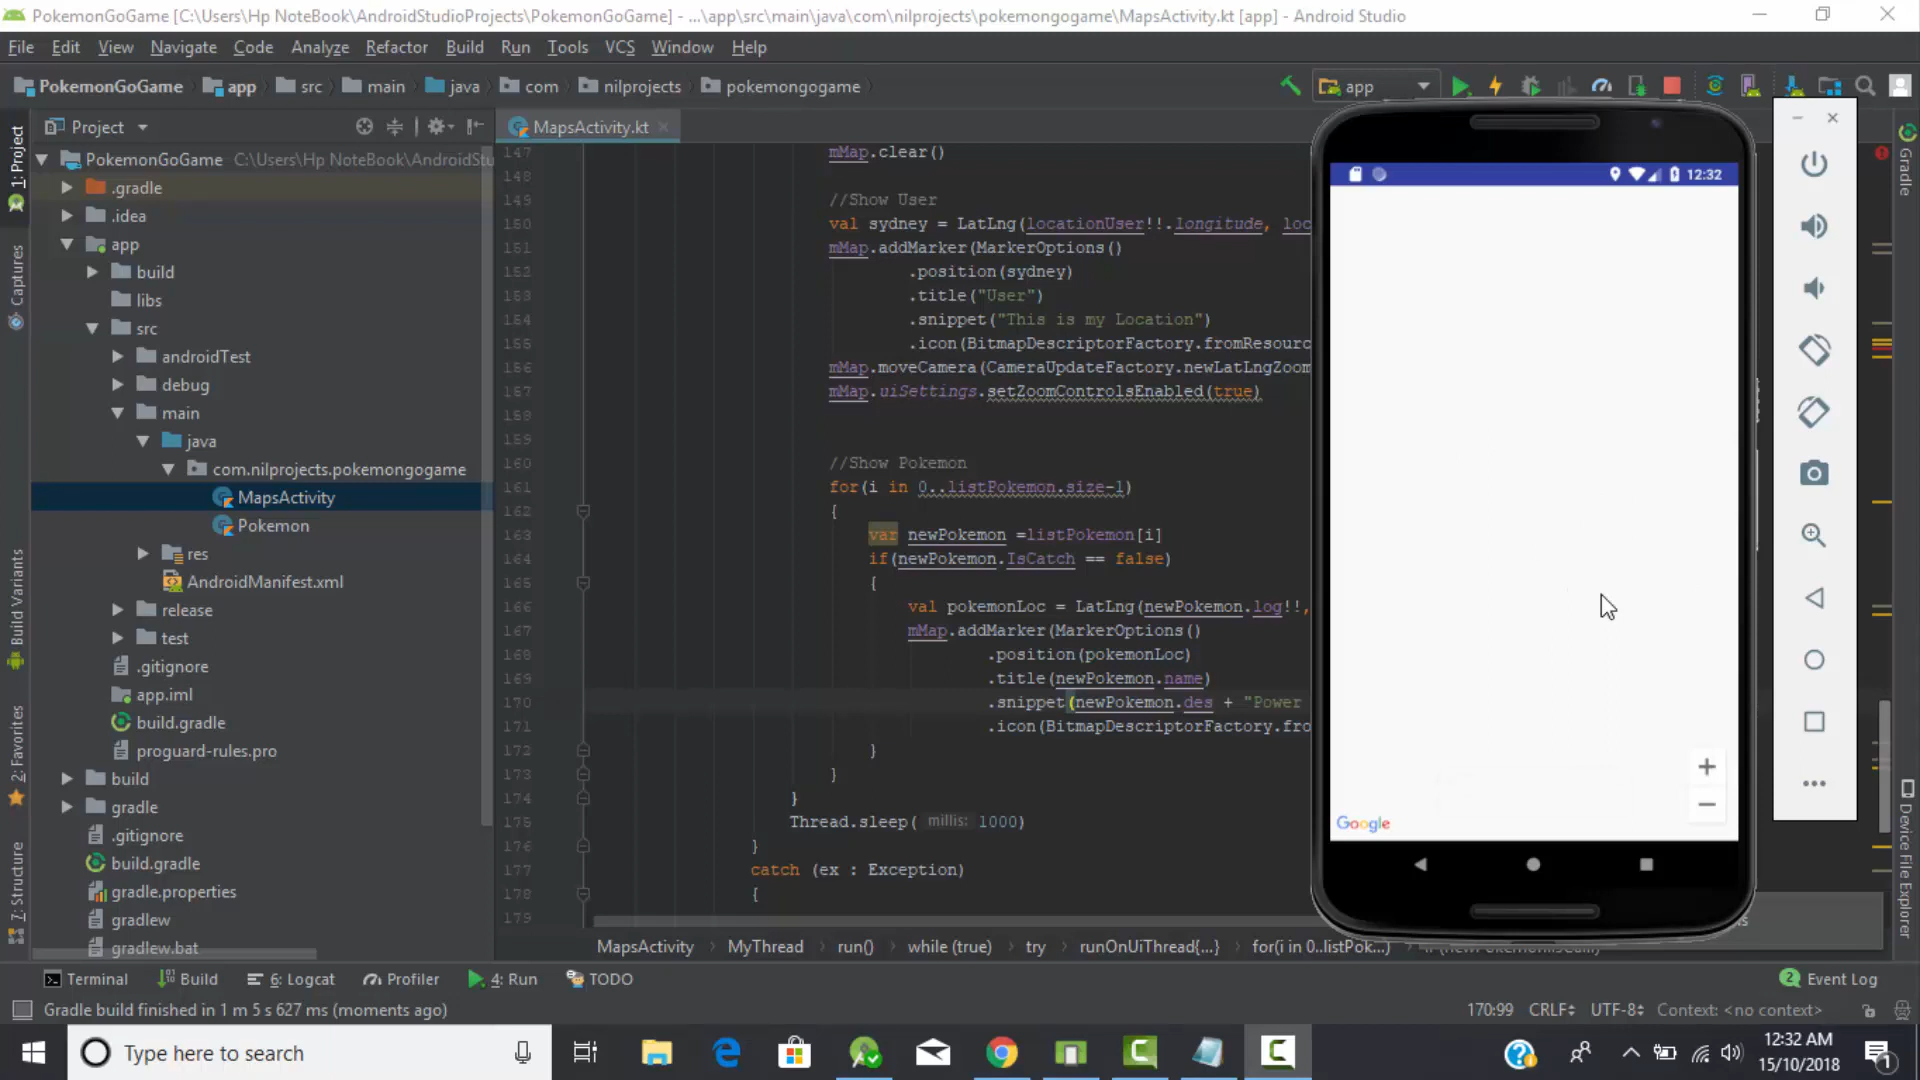 PokemonGoGame [C:\Users\Hp NoteBook\AndroidStudioProjects\PokemonGoGame] - ...\app\src\main\java\com\nilprojects\pokemongogame\MapsActivity.kt [app] - Android Studio
File Edit View Navigate Code Analyze Refactor Build Run Tools VCS Window Help
PokemonGoGame app src main java com nilprojects pokemongogame app
Project MapsActivity.kt
1: Project
Captures
Build Variants
2: Favorites
7: Structure
PokemonGoGame C:\Users\Hp NoteBook\AndroidStu
.gradle
.idea
app
build
libs
src
androidTest
debug
main
java
com.nilprojects.pokemongogame
MapsActivity
Pokemon
res
AndroidManifest.xml
release
test
.gitignore
app.iml
build.gradle
proguard-rules.pro
build
gradle
.gitignore
build.gradle
gradle.properties
gradlew
gradlew.bat
147 mMap.clear()
148
149 //Show User
150 val sydney = LatLng(locationUser!!.longitude, loc
151 mMap.addMarker(MarkerOptions()
152 .position(sydney)
153 .title("User")
154 .snippet("This is my Location")
155 .icon(BitmapDescriptorFactory.fromResourc
156 mMap.moveCamera(CameraUpdateFactory.newLatLngZoom
157 mMap.uiSettings.setZoomControlsEnabled(true)
158
159
160 //Show Pokemon
161 for(i in 0..listPokemon.size-1)
162 {
163 var newPokemon =listPokemon[i]
164 if(newPokemon.IsCatch == false)
165 {
166 val pokemonLoc = LatLng(newPokemon.log!!,
167 mMap.addMarker(MarkerOptions()
168 .position(pokemonLoc)
169 .title(newPokemon.name)
170 .snippet(newPokemon.des + "Power
171 .icon(BitmapDescriptorFactory.fro
172 }
173 }
174 }
175 Thread.sleep( millis: 1000)
176 }
177 catch (ex : Exception)
178 {
179
12:32
+
−
Google
Gradle
Device File Explorer
MapsActivity MyThread run() while (true) try runOnUiThread{...} for(i in 0..listPok...)
Terminal Build 6: Logcat Profiler 4: Run TODO 2 Event Log
Gradle build finished in 1 m 5 s 627 ms (moments ago) 170:99 CRLF UTF-8 Context: <no context>
Type here to search
12:32 AM
15/10/2018
1